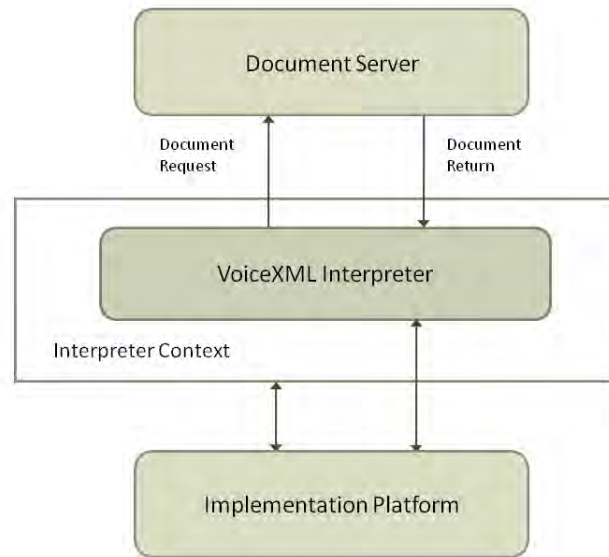 Document Server
Document
Request
Document
Return
VoiceXML Interpreter
Interpreter Context
Implementation Platform